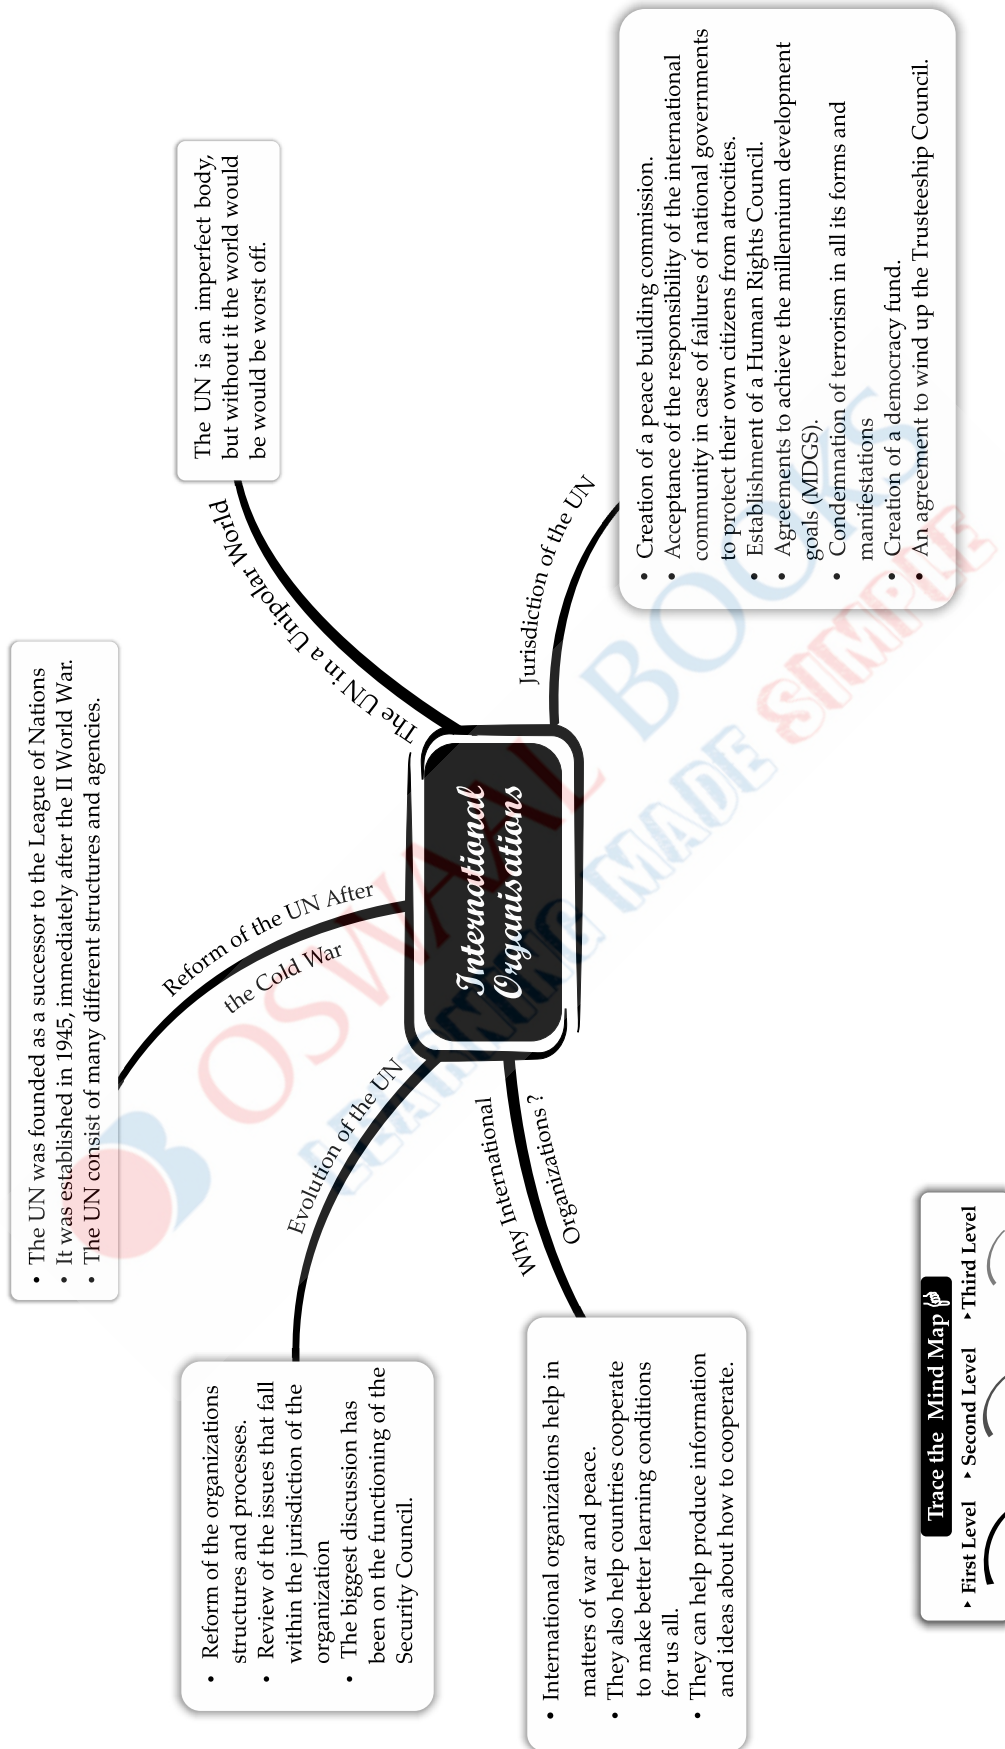 The UN was founded as a successor to the League of Nations
It was established in 1945, immediately after the II World War.
The UN consist of many different structures and agencies.
Reform of the UN After
the Cold War
The UN in a Unipolar World
The UN is an imperfect body,
but without it the world would
be would be worst off.
Evolution of the UN
• Reform of the organizations
structures and processes.
• Review of the issues that fall
within the jurisdiction of the
organization
• The biggest discussion has
been on the functioning of the
Security Council.
International
Organisations
Why International
Organizations ?
• International organizations help in
matters of war and peace.
• They also help countries cooperate
to make better learning conditions
for us all.
• They can help produce information
and ideas about how to cooperate.
Jurisdiction of the UN
• Creation of a peace building commission.
• Acceptance of the responsibility of the international
community in case of failures of national governments
to protect their own citizens from atrocities.
• Establishment of a Human Rights Council.
• Agreements to achieve the millennium development
goals (MDGS).
• Condemnation of terrorism in all its forms and
manifestations
• Creation of a democracy fund.
• An agreement to wind up the Trusteeship Council.
Trace the Mind Map
First Level Second Level Third Level
OSWAAL BOOKS
LEARNING MADE SIMPLE